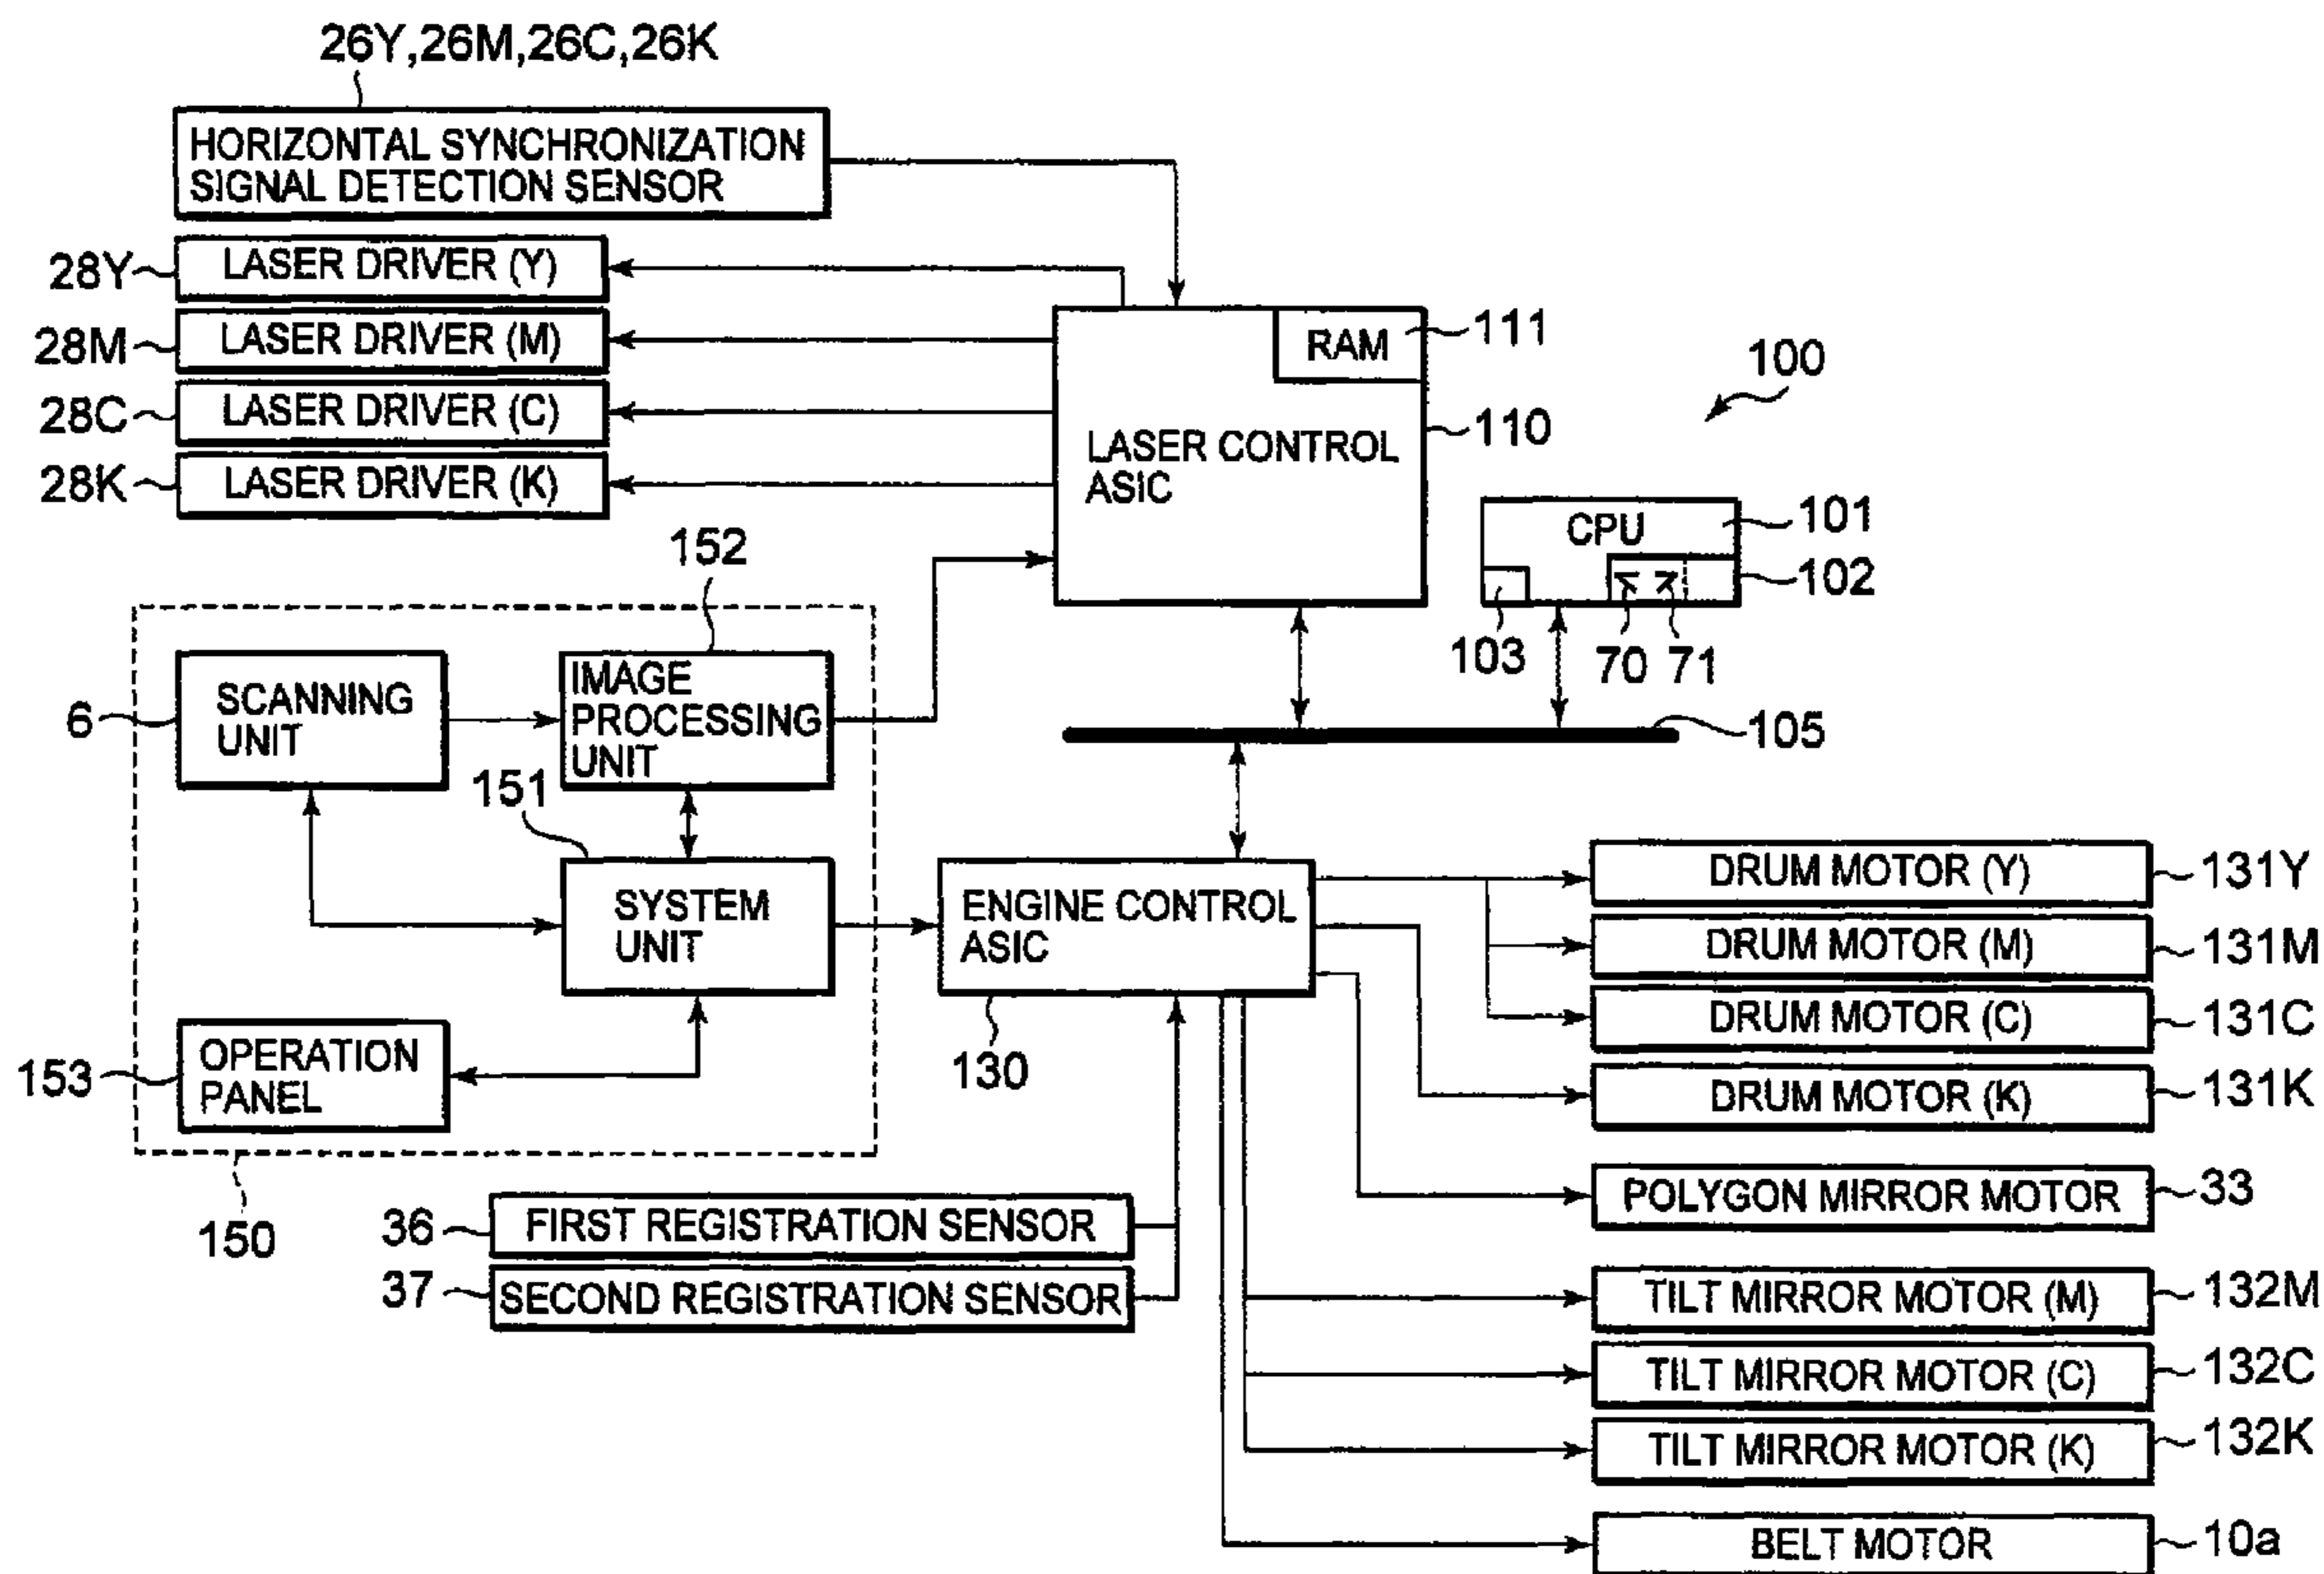 26Y,26M,26C,26K
HORIZONTAL SYNCHRONIZATION
SIGNAL DETECTION SENSOR
28Y
LASER DRIVER (Y)
28M
LASER DRIVER (M)
28C
LASER DRIVER (C)
28K
LASER DRIVER (K)
RAM
111
110
LASER CONTROL
ASIC
100
CPU
101
102
103
70
71
105
152
6
SCANNING
UNIT
IMAGE
PROCESSING
UNIT
151
SYSTEM
UNIT
153
OPERATION
PANEL
150
ENGINE CONTROL
ASIC
130
36
FIRST REGISTRATION SENSOR
37
SECOND REGISTRATION SENSOR
DRUM MOTOR (Y)
131Y
DRUM MOTOR (M)
131M
DRUM MOTOR (C)
131C
DRUM MOTOR (K)
131K
POLYGON MIRROR MOTOR
33
TILT MIRROR MOTOR (M)
132M
TILT MIRROR MOTOR (C)
132C
TILT MIRROR MOTOR (K)
132K
BELT MOTOR
10a